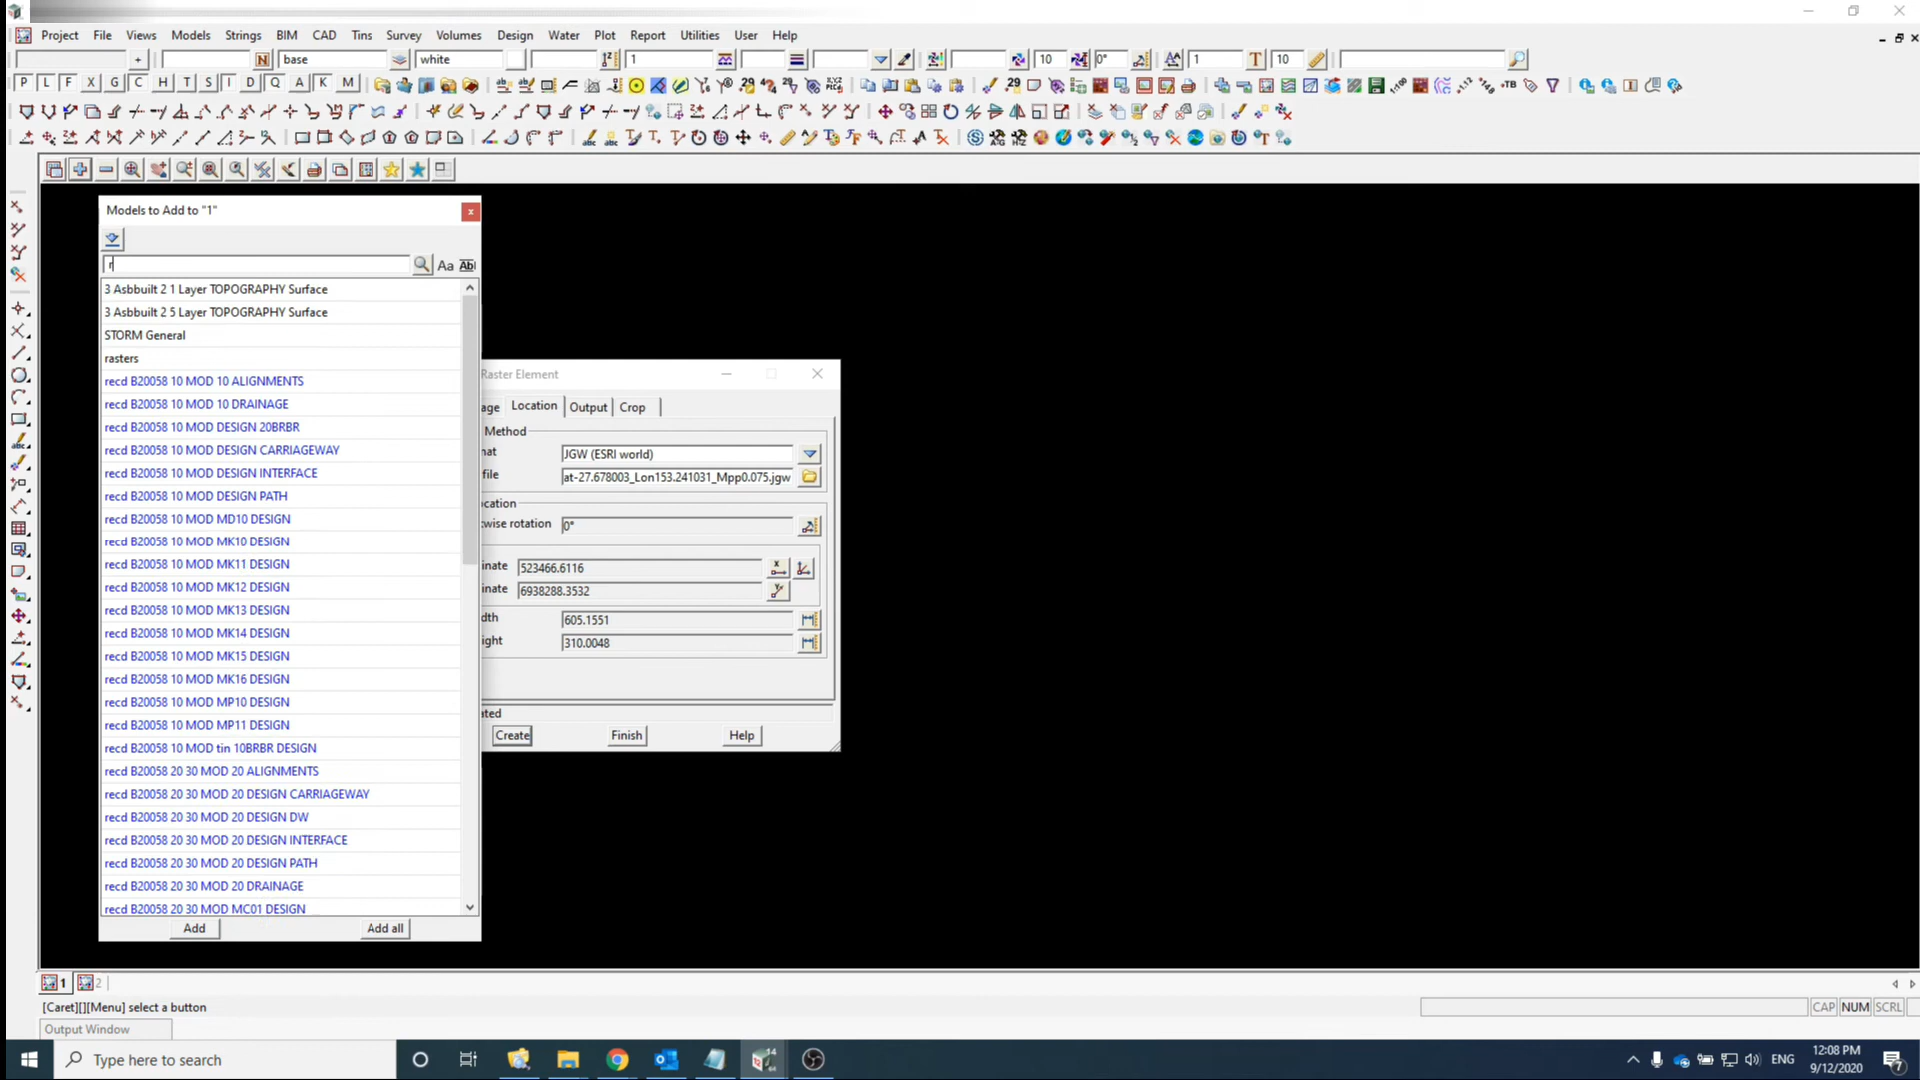 Project File Views Models Strings BIM CAD Tins Survey Volumes Design Water Plot Report Utilities User Help
+ N base white 1 10 0° 1 T 10
P L F X G C H T S I D Q A K M
Models to Add to "1"
x
r
Aa Ab
3 Asbbuilt 2 1 Layer TOPOGRAPHY Surface
3 Asbbuilt 2 5 Layer TOPOGRAPHY Surface
STORM General
rasters
recd B20058 10 MOD 10 ALIGNMENTS
recd B20058 10 MOD 10 DRAINAGE
recd B20058 10 MOD DESIGN 20BRBR
recd B20058 10 MOD DESIGN CARRIAGEWAY
recd B20058 10 MOD DESIGN INTERFACE
recd B20058 10 MOD DESIGN PATH
recd B20058 10 MOD MD10 DESIGN
recd B20058 10 MOD MK10 DESIGN
recd B20058 10 MOD MK11 DESIGN
recd B20058 10 MOD MK12 DESIGN
recd B20058 10 MOD MK13 DESIGN
recd B20058 10 MOD MK14 DESIGN
recd B20058 10 MOD MK15 DESIGN
recd B20058 10 MOD MK16 DESIGN
recd B20058 10 MOD MP10 DESIGN
recd B20058 10 MOD MP11 DESIGN
recd B20058 10 MOD tin 10BRBR DESIGN
recd B20058 20 30 MOD 20 ALIGNMENTS
recd B20058 20 30 MOD 20 DESIGN CARRIAGEWAY
recd B20058 20 30 MOD 20 DESIGN DW
recd B20058 20 30 MOD 20 DESIGN INTERFACE
recd B20058 20 30 MOD 20 DESIGN PATH
recd B20058 20 30 MOD 20 DRAINAGE
recd B20058 20 30 MOD MC01 DESIGN
Add Add all
Raster Element
age Location Output Crop
Method
nat JGW (ESRI world)
file at-27.678003_Lon153.241031_Mpp0.075.jgw
cation
wise rotation 0°
inate 523466.6116
inate 6938288.3532
dth 605.1551
ight 310.0048
ated
Create Finish Help
1 2
[Caret][][Menu] select a button
CAP NUM SCRL
Output Window
Type here to search
ENG
12:08 PM
9/12/2020
7